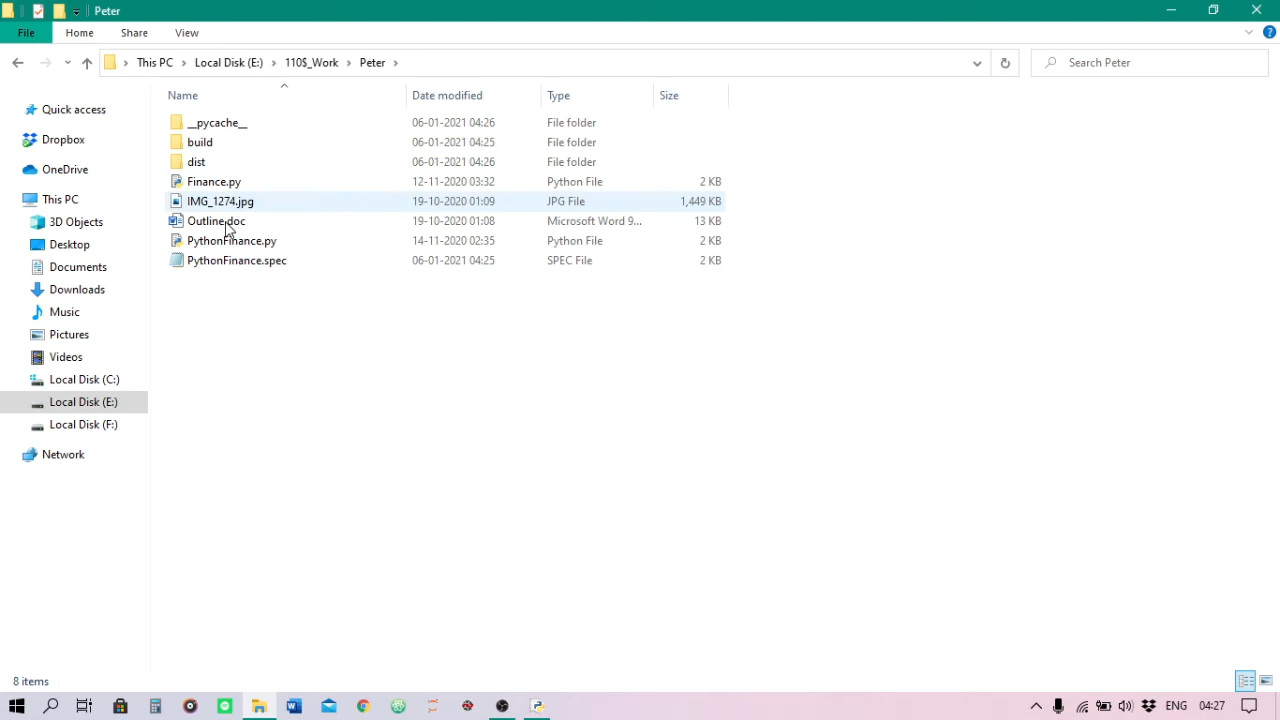 Peter
File Home Share View
This PC Local Disk (E:) 110$_Work Peter Search Peter
Name Date modified Type Size
Quick access
Dropbox
OneDrive
This PC
3D Objects
Desktop
Documents
Downloads
Music
Pictures
Videos
Local Disk (C:)
Local Disk (E:)
Local Disk (F:)
Network
__pycache__ 06-01-2021 04:26 File folder
build 06-01-2021 04:25 File folder
dist 06-01-2021 04:26 File folder
Finance.py 12-11-2020 03:32 Python File 2 KB
IMG_1274.jpg 19-10-2020 01:09 JPG File 1,449 KB
Outline.doc 19-10-2020 01:08 Microsoft Word 9... 13 KB
PythonFinance.py 14-11-2020 02:35 Python File 2 KB
PythonFinance.spec 06-01-2021 04:25 SPEC File 2 KB
8 items
ENG 04:27